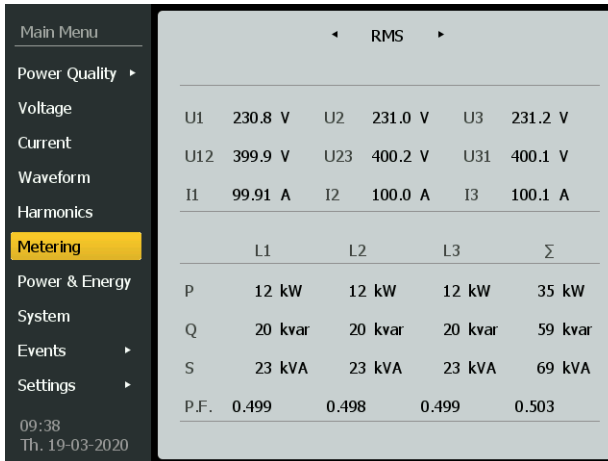 Main Menu
Power Quality ▸
Voltage
Current
Waveform
Harmonics
Metering
Power & Energy
System
Events ▸
Settings ▸
09:38
Th. 19-03-2020
◂ RMS ▸
U1 230.8 V U2 231.0 V U3 231.2 V
U12 399.9 V U23 400.2 V U31 400.1 V
I1 99.91 A I2 100.0 A I3 100.1 A
L1 L2 L3 Σ
P 12 kW 12 kW 12 kW 35 kW
Q 20 kvar 20 kvar 20 kvar 59 kvar
S 23 kVA 23 kVA 23 kVA 69 kVA
P.F. 0.499 0.498 0.499 0.503